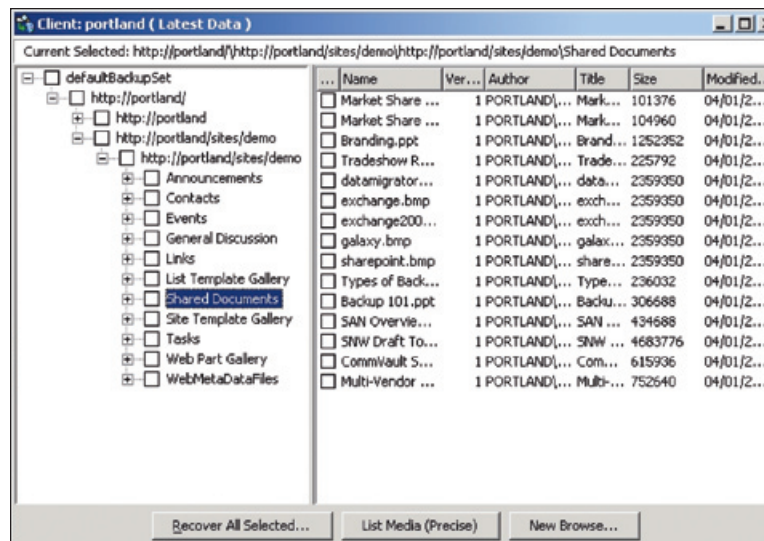 Client: portland ( Latest Data )
Current Selected: http://portland/\http://portland/sites/demo\http://portland/sites/demo\Shared Documents
defaultBackupSet
http://portland/
http://portland
http://portland/sites/demo
http://portland/sites/demo
Announcements
Contacts
Events
General Discussion
Links
List Template Gallery
Shared Documents
Site Template Gallery
Tasks
Web Part Gallery
WebMetaDataFiles
... Name Ver... Author Title Size Modified...
Market Share ... 1 PORTLAND\... Mark... 101376 04/01/2...
Market Share ... 1 PORTLAND\... Mark... 104960 04/01/2...
Branding.ppt 1 PORTLAND\... Brand... 1252352 04/01/2...
Tradeshow R... 1 PORTLAND\... Trade... 225792 04/01/2...
datamigrator... 1 PORTLAND\... data... 2359350 04/01/2...
exchange.bmp 1 PORTLAND\... exch... 2359350 04/01/2...
exchange200... 1 PORTLAND\... exch... 2359350 04/01/2...
galaxy.bmp 1 PORTLAND\... galax... 2359350 04/01/2...
sharepoint.bmp 1 PORTLAND\... share... 2359350 04/01/2...
Types of Back... 1 PORTLAND\... Type... 236032 04/01/2...
Backup 101.ppt 1 PORTLAND\... Backu... 306688 04/01/2...
SAN Overvie... 1 PORTLAND\... SAN ... 434688 04/01/2...
SNW Draft To... 1 PORTLAND\... SNW ... 4683776 04/01/2...
CommVault S... 1 PORTLAND\... Com... 615936 04/01/2...
Multi-Vendor ... 1 PORTLAND\... Multi-... 752640 04/01/2...
Recover All Selected... List Media (Precise) New Browse...